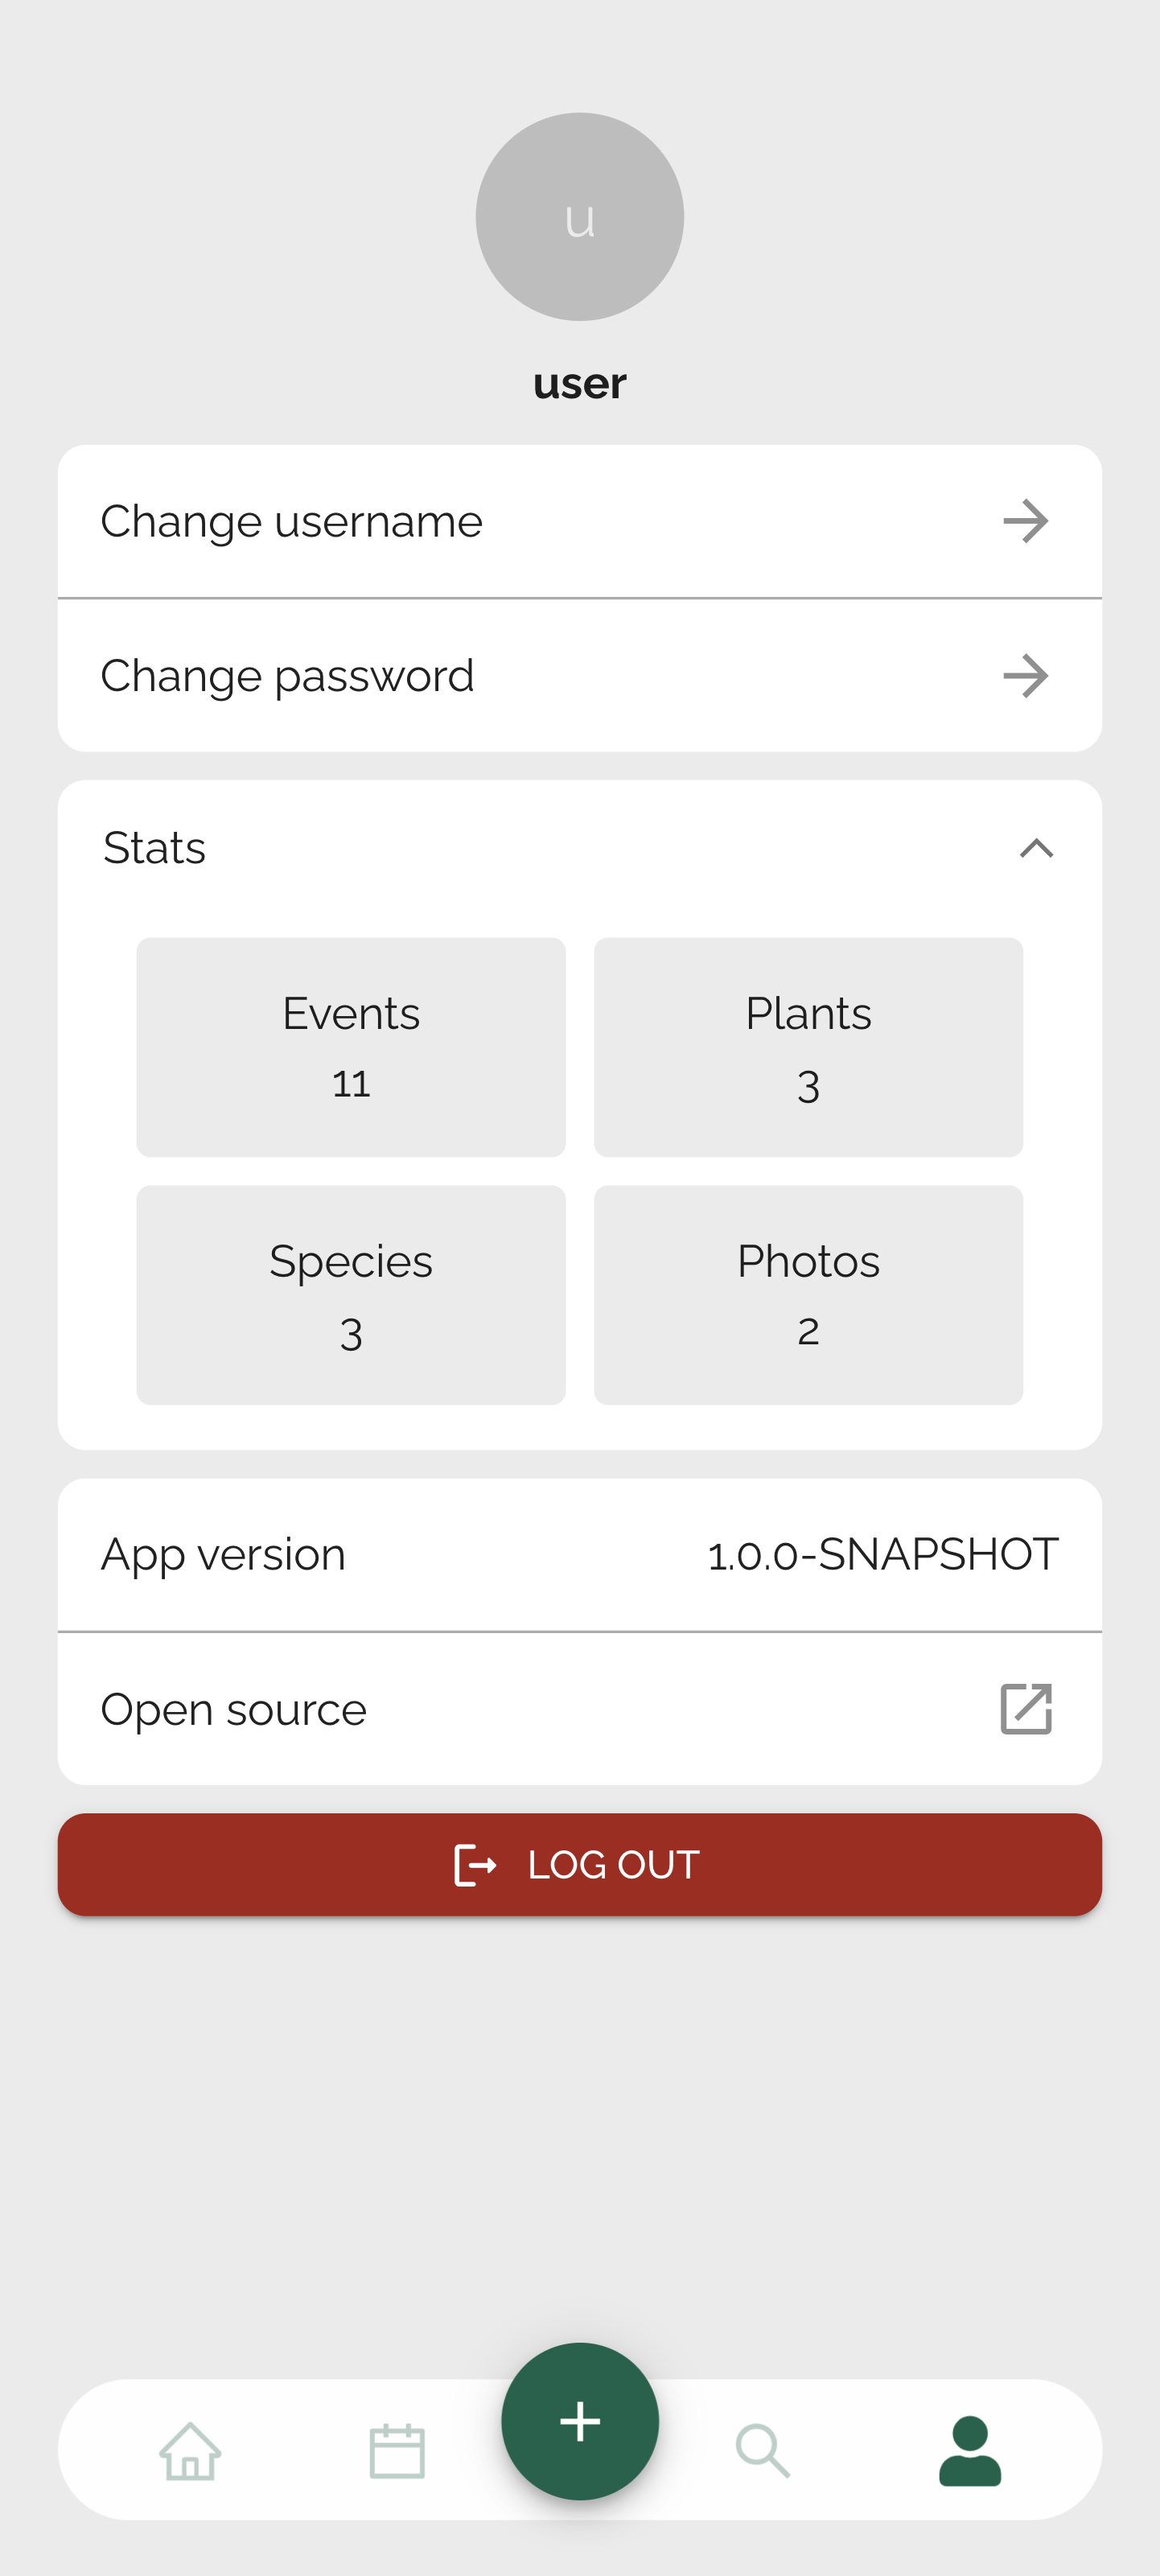 u
user
Change username
Change password
Stats
Events
11
Plants
3
Species
3
Photos
2
App version 1.0.0-SNAPSHOT
Open source
LOG OUT